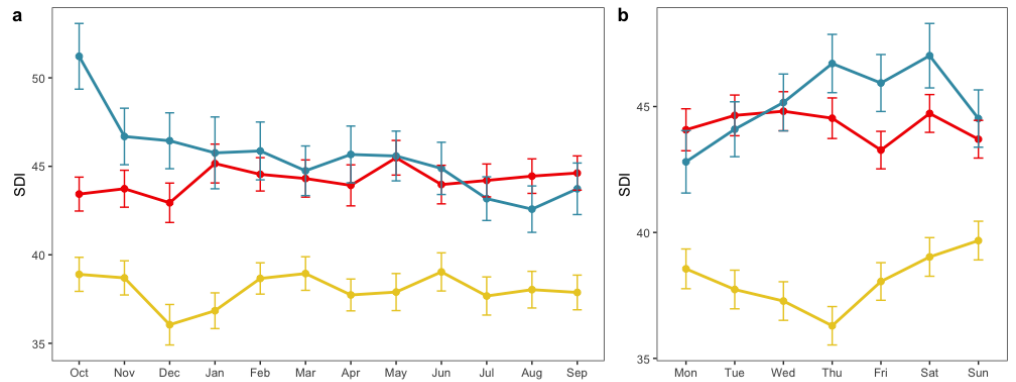 a
SDI
50
45
40
35
Oct Nov Dec Jan Feb Mar Apr May Jun Jul Aug Sep
b
SDI
45
40
35
Mon Tue Wed Thu Fri Sat Sun